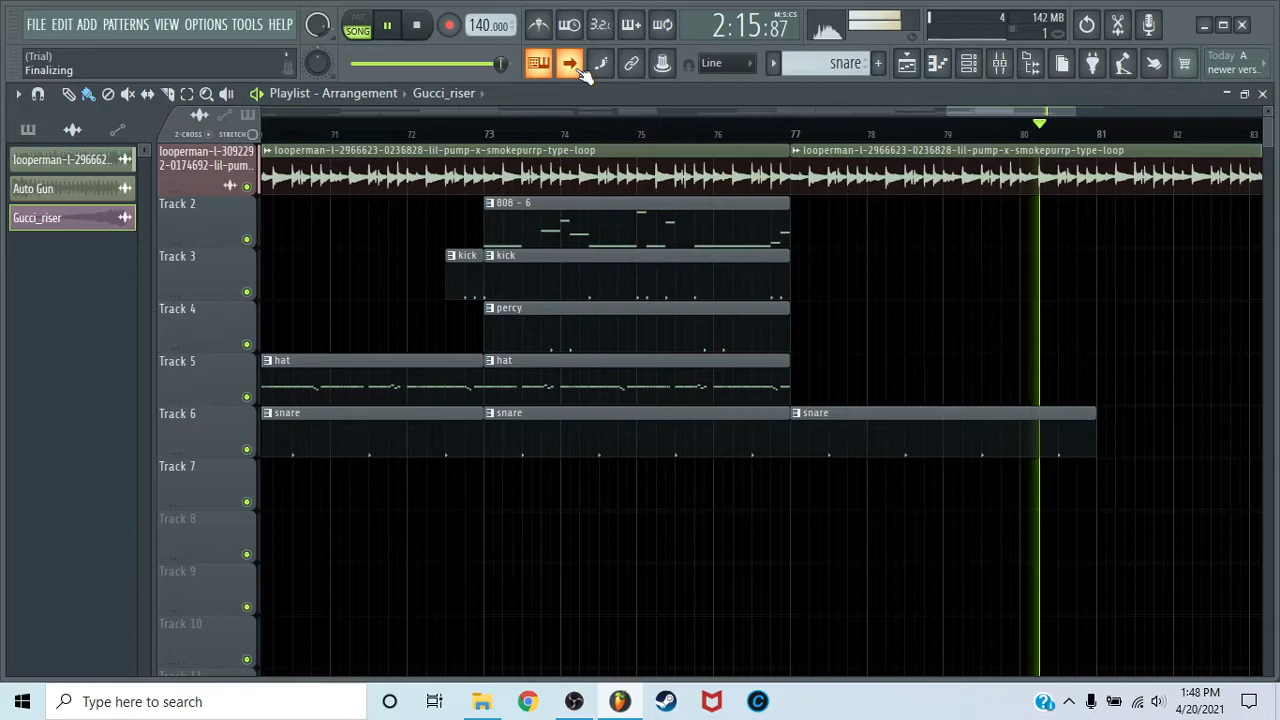 FILE EDIT ADD PATTERNS VIEW OPTIONS TOOLS HELP
PAT
SONG
140.000
3.2:
2:15:87
M:S:CS
4
142 MB
1
(Trial)
Finalizing
Line
snare
Today
A newer vers..
Playlist - Arrangement
Gucci_riser
Z-CROSS
STRETCH
71 72 73 74 75 76 77 78 79 80 81 82 83
looperman-l-2966662..
Auto Gun
Gucci_riser
looperman-l-309229
2-0174692-lil-pum..
looperman-l-2966623-0236828-lil-pump-x-smokepurrp-type-loop
looperman-l-2966623-0236828-lil-pump-x-smokepurrp-type-loop
Track 2
808 - 6
Track 3
kick
kick
Track 4
percy
Track 5
hat
hat
Track 6
snare
snare
snare
Track 7
Track 8
Track 9
Track 10
Type here to search
1:48 PM
4/20/2021